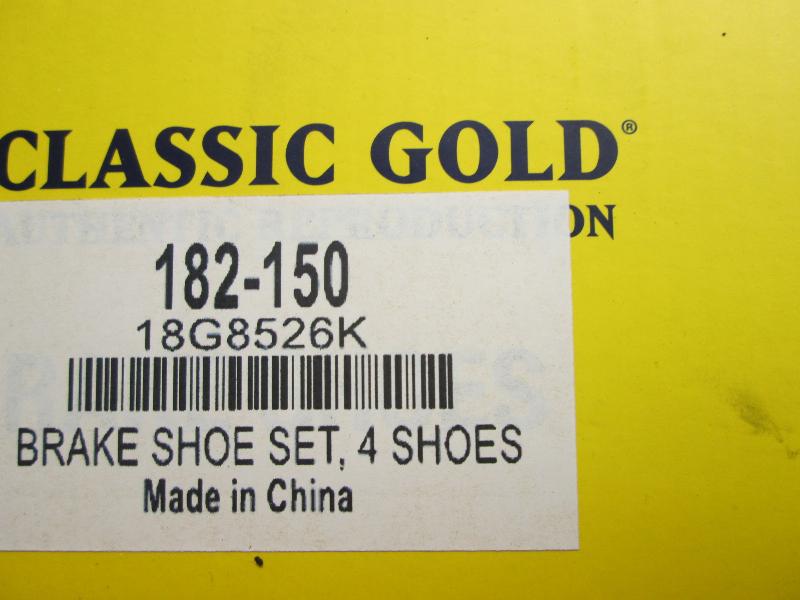 CLASSIC GOLD®
ON
182-150
18G8526K
BRAKE SHOE SET, 4 SHOES
Made in China